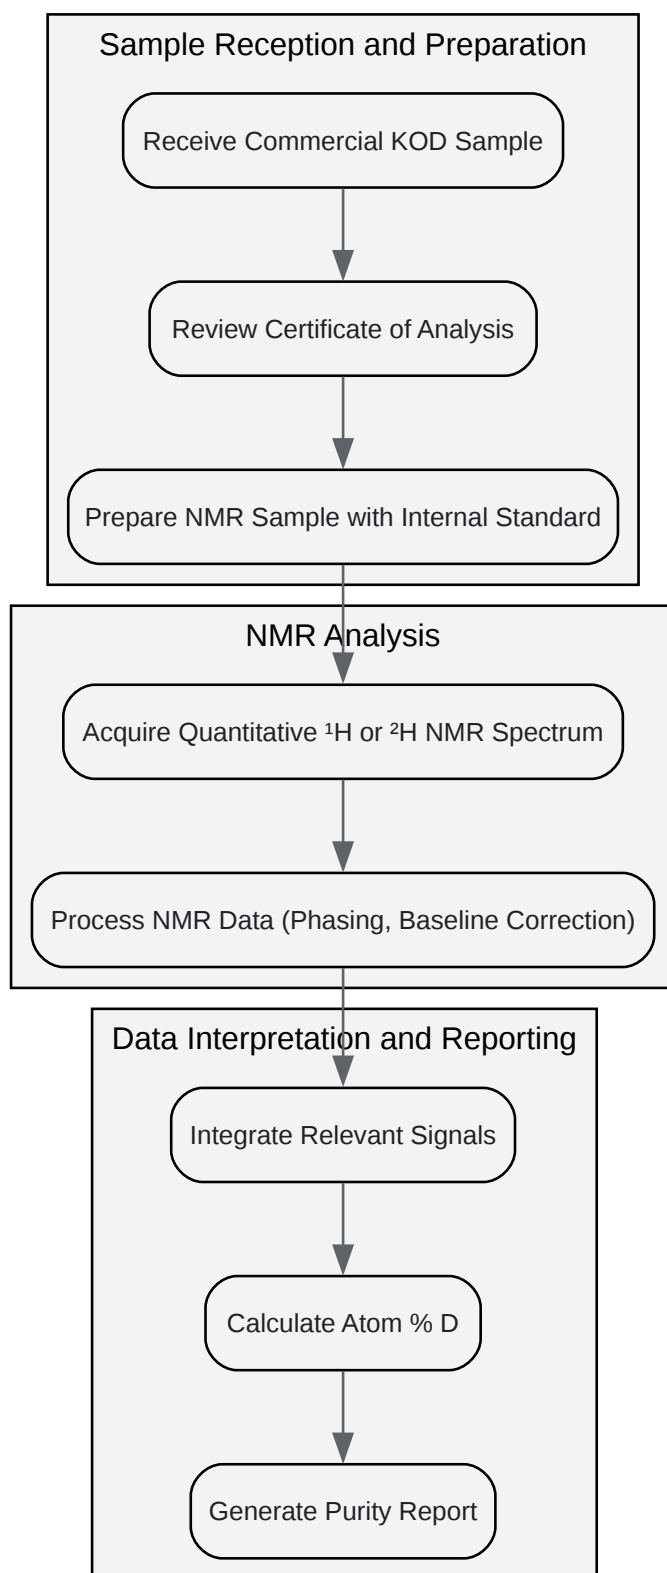 Sample Reception and Preparation
Receive Commercial KOD Sample
Review Certificate of Analysis
Prepare NMR Sample with Internal Standard
NMR Analysis
Acquire Quantitative ¹H or ²H NMR Spectrum
Process NMR Data (Phasing, Baseline Correction)
Data Interpretation and Reporting
Integrate Relevant Signals
Calculate Atom % D
Generate Purity Report